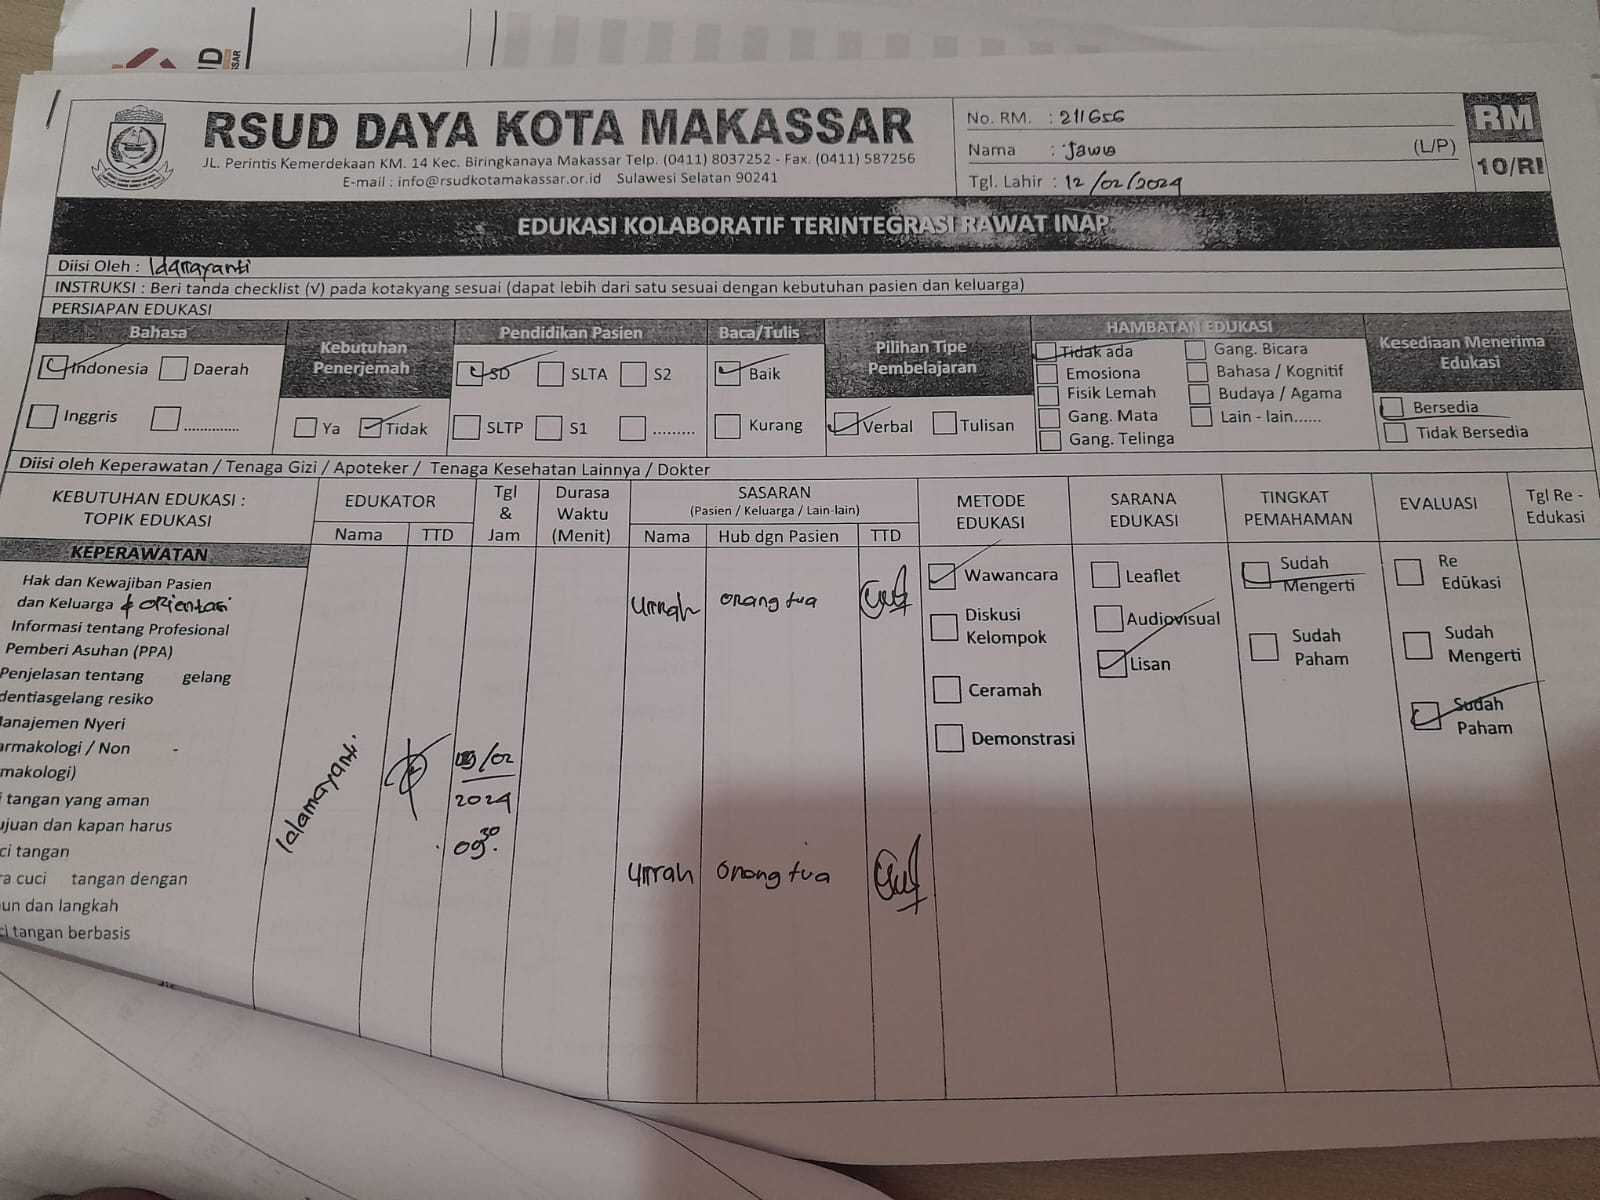 RSUD DAYA KOTA MAKASSAR
JL. Perintis Kemerdekaan KM. 14 Kec. Biringkanaya Makassar Telp. (0411) 8037252 - Fax. (0411) 587256
E-mail : info@rsudkotamakassar.or.id Sulawesi Selatan 90241
No. RM. : 211656
Nama : Jawa (L/P)
Tgl. Lahir : 12/02/2024
RM
10/RI
EDUKASI KOLABORATIF TERINTEGRASI RAWAT INAP
Diisi Oleh :
INSTRUKSI : Beri tanda checklist (√) pada kotakyang sesuai (dapat lebih dari satu sesuai dengan kebutuhan pasien dan keluarga)
PERSIAPAN EDUKASI
Bahasa
Indonesia Daerah
Inggris ..............
Kebutuhan
Penerjemah
Ya Tidak
Pendidikan Pasien
SD SLTA S2
SLTP S1 .........
Baca/Tulis
Baik
Kurang
Pilihan Tipe
Pembelajaran
Verbal Tulisan
HAMBATAN EDUKASI
Tidak ada Gang. Bicara
Emosiona Bahasa / Kognitif
Fisik Lemah Budaya / Agama
Gang. Mata Lain - lain......
Gang. Telinga
Kesediaan Menerima
Edukasi
Bersedia
Tidak Bersedia
Diisi oleh Keperawatan / Tenaga Gizi / Apoteker / Tenaga Kesehatan Lainnya / Dokter
KEBUTUHAN EDUKASI :
TOPIK EDUKASI
EDUKATOR
Nama TTD
Tgl
&
Jam
Durasa
Waktu
(Menit)
SASARAN
(Pasien / Keluarga / Lain-lain)
Nama Hub dgn Pasien TTD
METODE
EDUKASI
SARANA
EDUKASI
TINGKAT
PEMAHAMAN
EVALUASI
Tgl Re -
Edukasi
KEPERAWATAN
Hak dan Kewajiban Pasien
dan Keluarga & orientasi
Informasi tentang Profesional
Pemberi Asuhan (PPA)
Penjelasan tentang gelang
dentiasgelang resiko
Manajemen Nyeri
armakologi / Non -
makologi)
i tangan yang aman
ujuan dan kapan harus
ci tangan
ra cuci tangan dengan
un dan langkah
ci tangan berbasis
/02
2024
09.30
orang tua
orang tua
Wawancara
Diskusi
Kelompok
Ceramah
Demonstrasi
Leaflet
Audiovisual
Lisan
Sudah
Mengerti
Sudah
Paham
Re
Edukasi
Sudah
Mengerti
Sudah
Paham